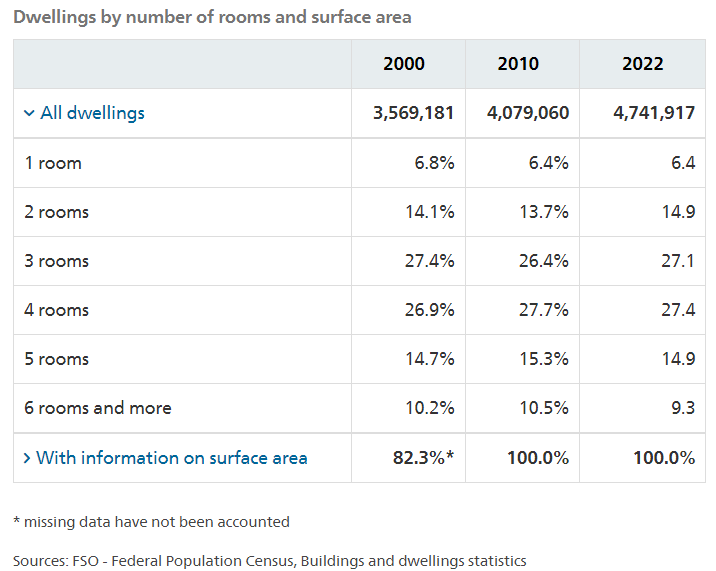 Dwellings by number of rooms and surface area
2000 2010 2022
All dwellings 3,569,181 4,079,060 4,741,917
1 room 6.8% 6.4% 6.4
2 rooms 14.1% 13.7% 14.9
3 rooms 27.4% 26.4% 27.1
4 rooms 26.9% 27.7% 27.4
5 rooms 14.7% 15.3% 14.9
6 rooms and more 10.2% 10.5% 9.3
With information on surface area 82.3%* 100.0% 100.0%
* missing data have not been accounted
Sources: FSO - Federal Population Census, Buildings and dwellings statistics